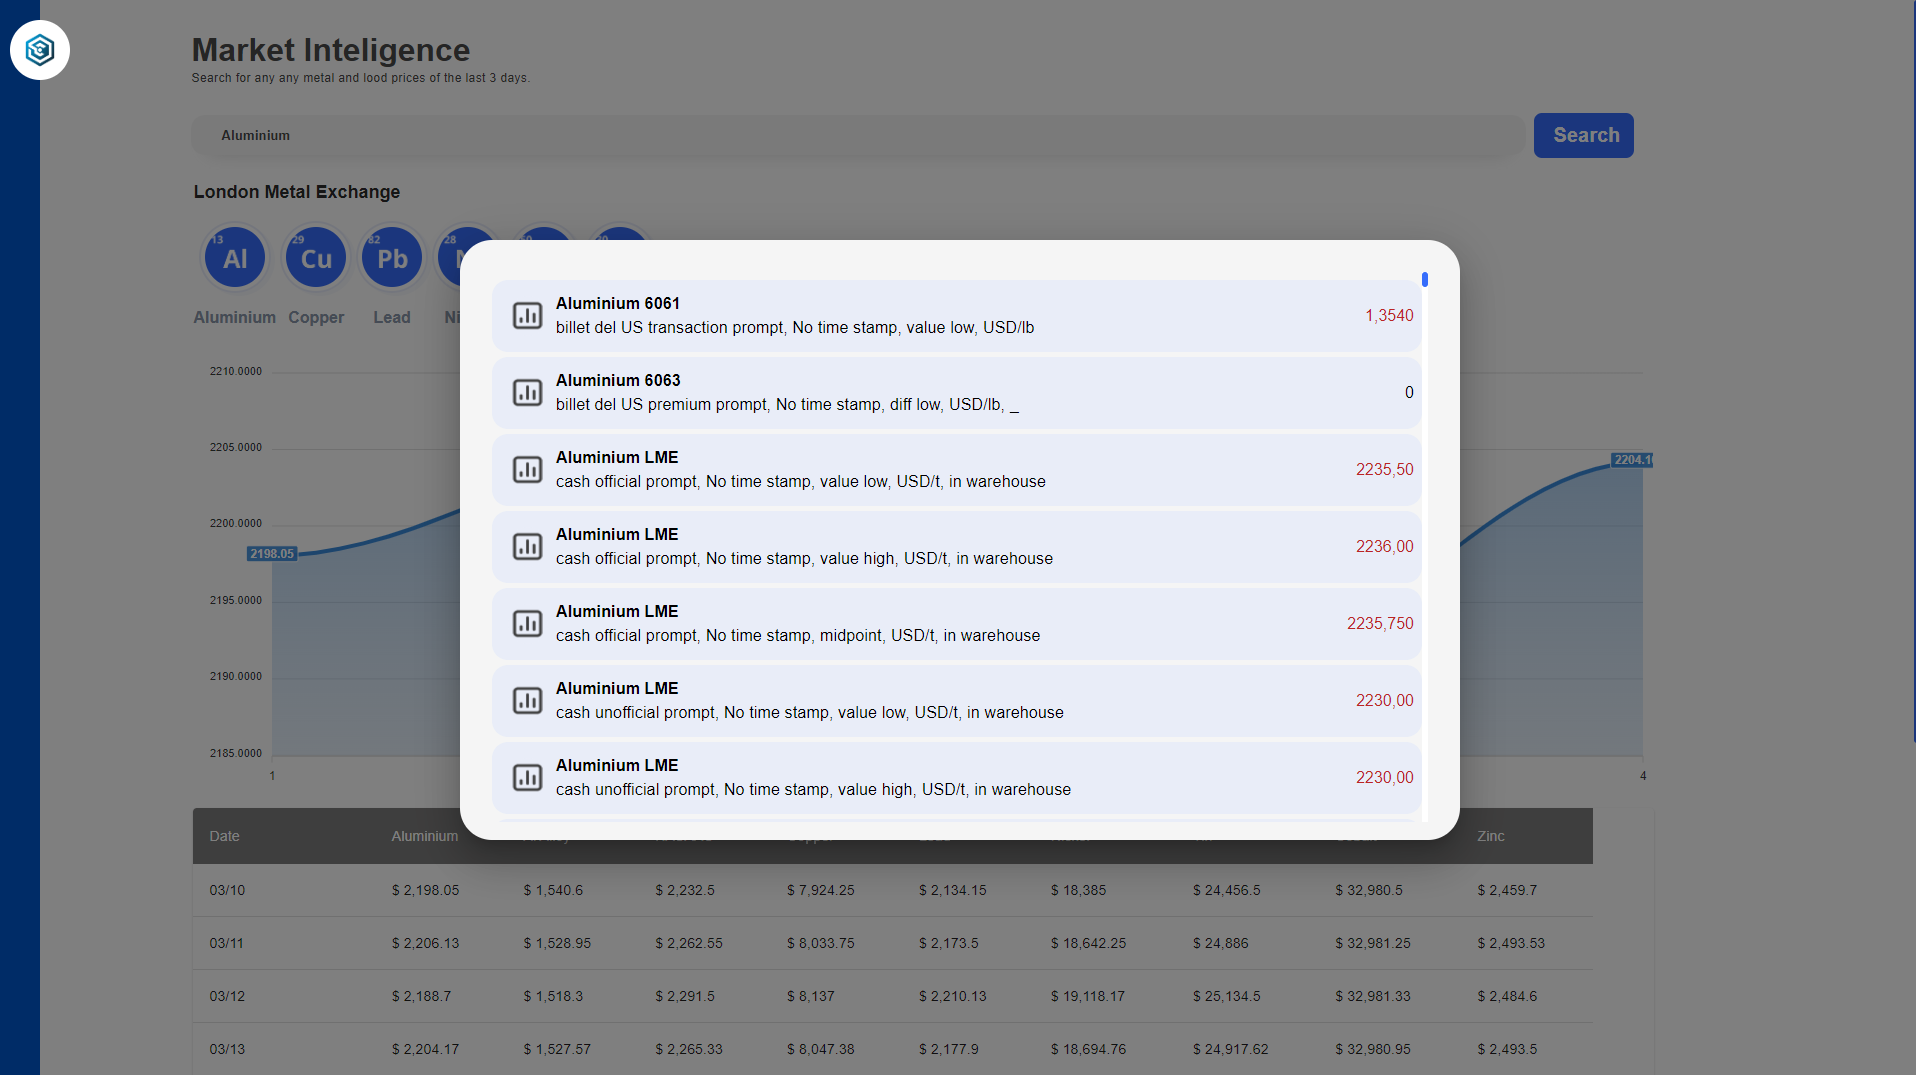 Market Inteligence
Search for any any metal and lood prices of the last 3 days.
Aluminium
Search
London Metal Exchange
13
Al
29
Cu
82
Pb
28
Aluminium
Copper
Lead
Aluminium 6061
billet del US transaction prompt, No time stamp, value low, USD/lb
1,3540
Aluminium 6063
billet del US premium prompt, No time stamp, diff low, USD/lb, _
0
Aluminium LME
cash official prompt, No time stamp, value low, USD/t, in warehouse
2235,50
Aluminium LME
cash official prompt, No time stamp, value high, USD/t, in warehouse
2236,00
Aluminium LME
cash official prompt, No time stamp, midpoint, USD/t, in warehouse
2235,750
Aluminium LME
cash unofficial prompt, No time stamp, value low, USD/t, in warehouse
2230,00
Aluminium LME
cash unofficial prompt, No time stamp, value high, USD/t, in warehouse
2230,00
2210.0000
2205.0000
2200.0000
2195.0000
2190.0000
2185.0000
2198.05
2204.1
1
4
Date Aluminium Zinc
03/10 $ 2,198.05 $ 1,540.6 $ 2,232.5 $ 7,924.25 $ 2,134.15 $ 18,385 $ 24,456.5 $ 32,980.5 $ 2,459.7
03/11 $ 2,206.13 $ 1,528.95 $ 2,262.55 $ 8,033.75 $ 2,173.5 $ 18,642.25 $ 24,886 $ 32,981.25 $ 2,493.53
03/12 $ 2,188.7 $ 1,518.3 $ 2,291.5 $ 8,137 $ 2,210.13 $ 19,118.17 $ 25,134.5 $ 32,981.33 $ 2,484.6
03/13 $ 2,204.17 $ 1,527.57 $ 2,265.33 $ 8,047.38 $ 2,177.9 $ 18,694.76 $ 24,917.62 $ 32,980.95 $ 2,493.5